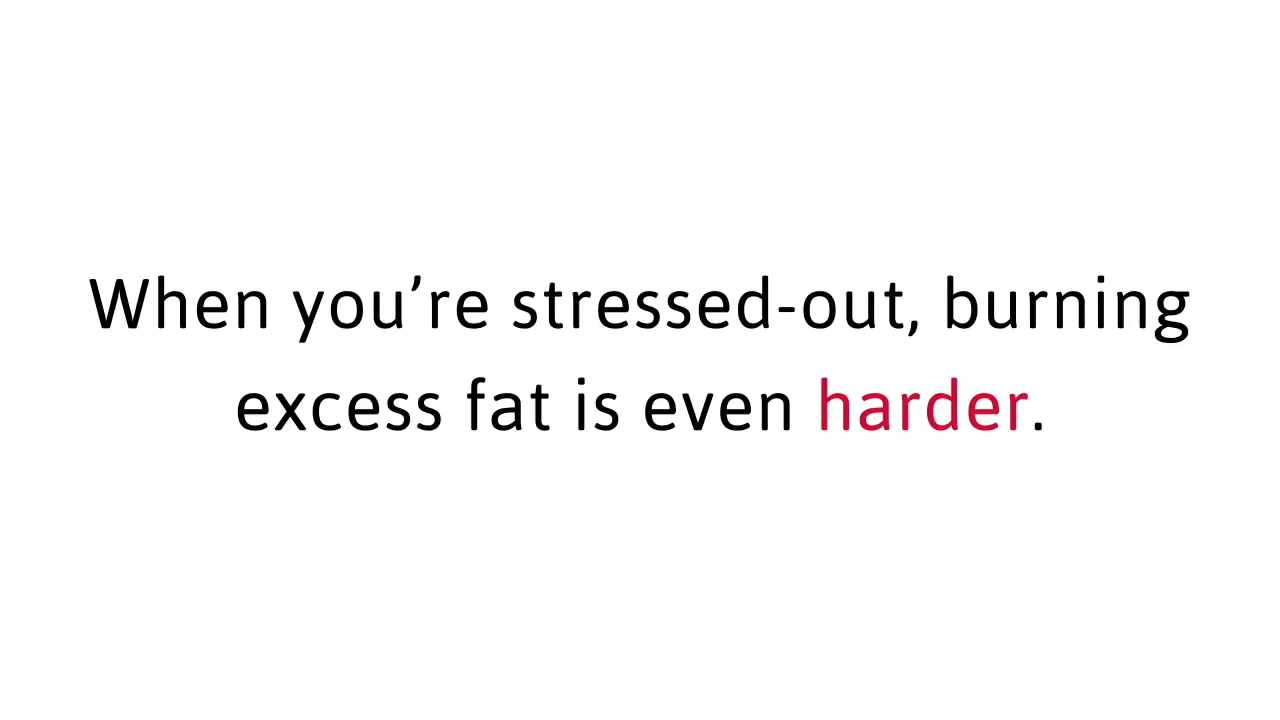 When you’re stressed-out, burning
excess fat is even harder.